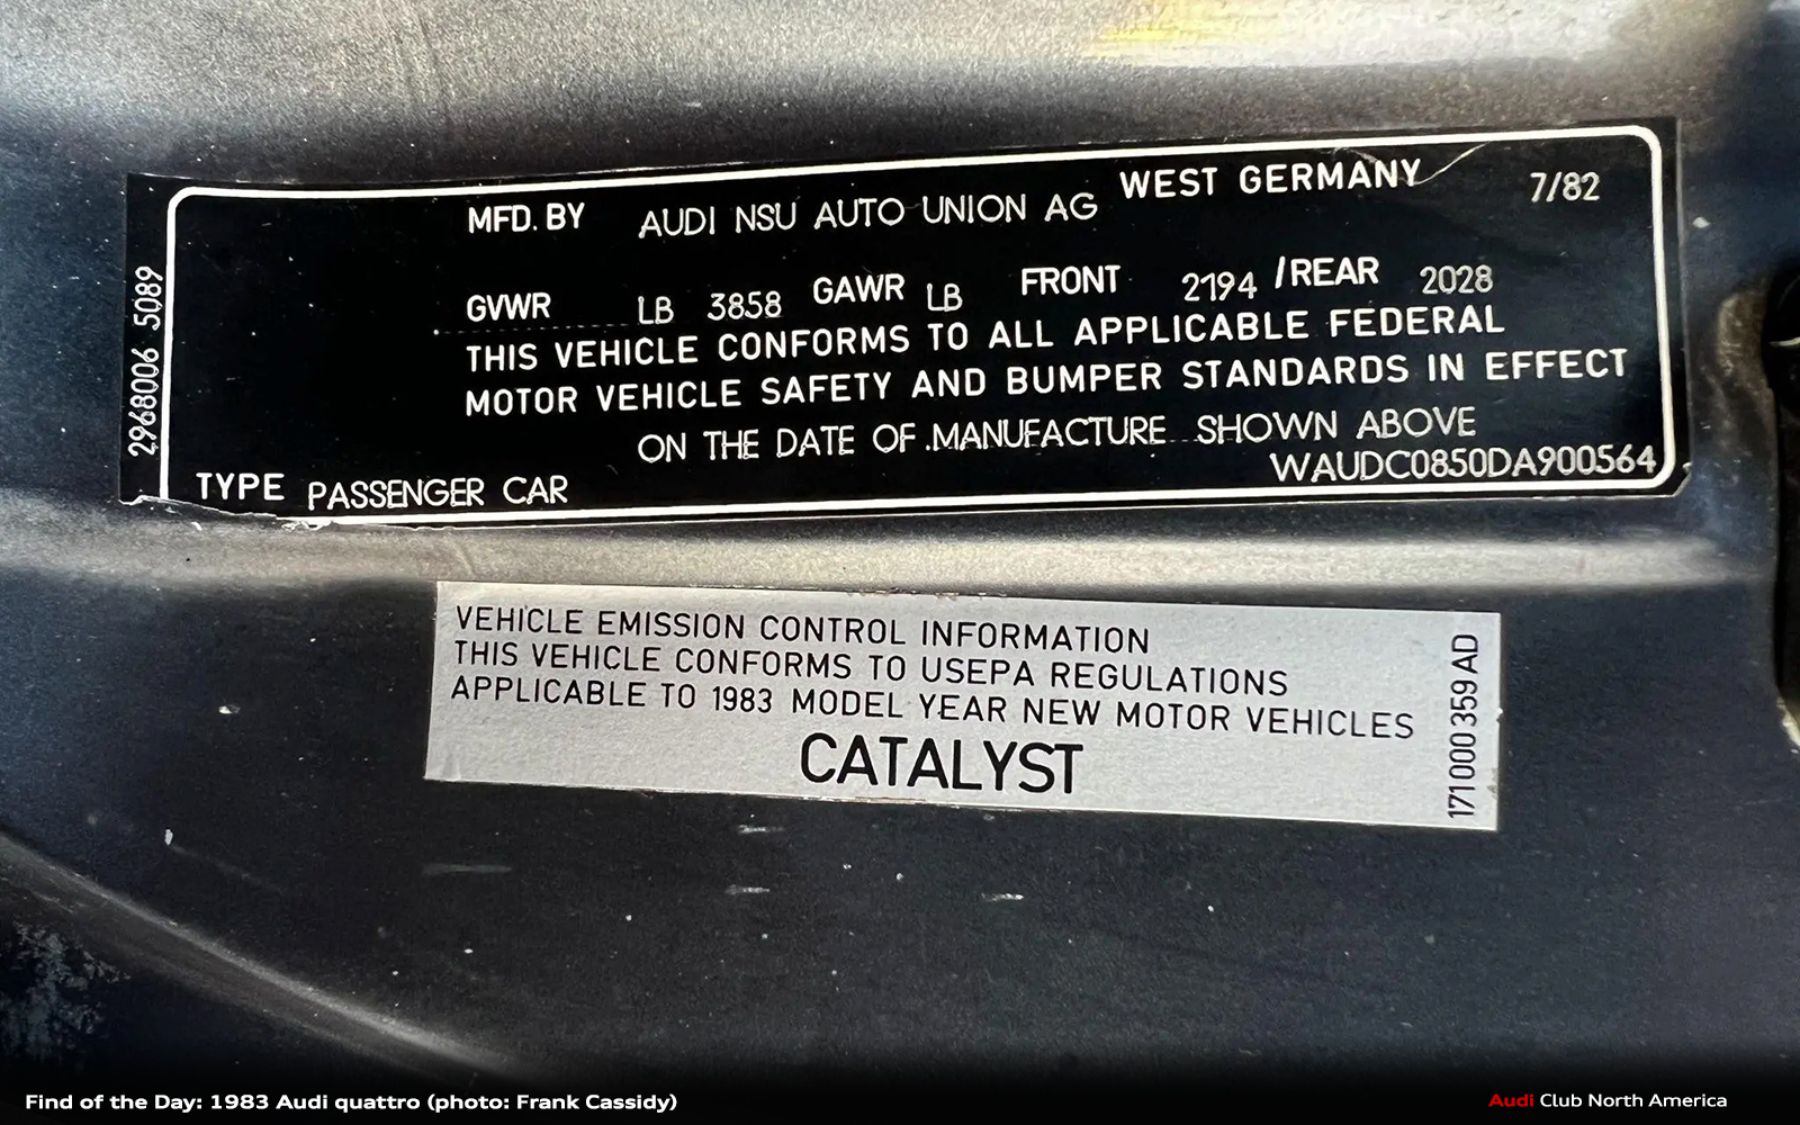 MFD. BY AUDI NSU AUTO UNION AG WEST GERMANY 7/82
GVWR LB 3858 GAWR LB FRONT 2194 /REAR 2028
THIS VEHICLE CONFORMS TO ALL APPLICABLE FEDERAL
MOTOR VEHICLE SAFETY AND BUMPER STANDARDS IN EFFECT
ON THE DATE OF MANUFACTURE SHOWN ABOVE
WAUDC0850DA900564
TYPE PASSENGER CAR
2968006 5089
VEHICLE EMISSION CONTROL INFORMATION
THIS VEHICLE CONFORMS TO USEPA REGULATIONS
APPLICABLE TO 1983 MODEL YEAR NEW MOTOR VEHICLES
CATALYST
171 000 359 AD
Find of the Day: 1983 Audi quattro (photo: Frank Cassidy)
Audi Club North America